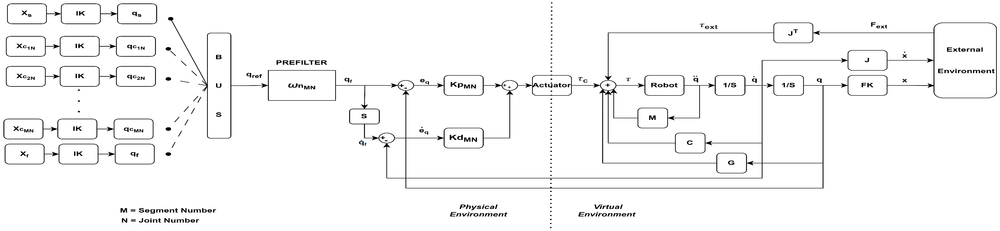 Xs IK qs
Xc1N IK qc1N
Xc2N IK qc2N
XcMN IK qcMN
Xf IK qf
B
U
S
qref
PREFILTER
ωnMN
qf
S
q̇f
+
-
eq
KpMN
+
-
ėq
KdMN
+
+
Actuator
τc
+
τ
Robot
q̈
1/S
q̇
1/S
q
FK
x
J
ẋ
τext
J^T
Fext
External
Environment
M
C
G
Physical
Environment
Virtual
Environment
M = Segment Number
N = Joint Number